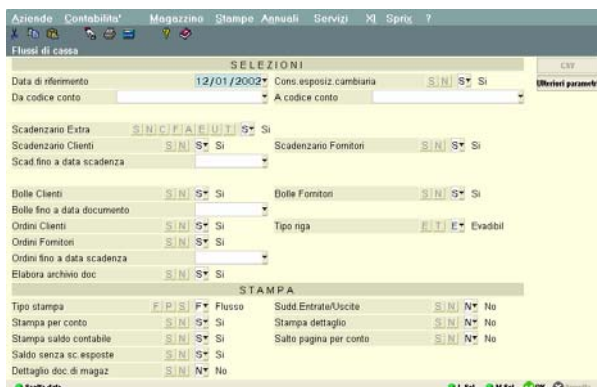 Aziende Contabilita' Magazzino Stampe Annuali Servizi XI Sprix ?
Flussi di cassa
SELEZIONI
Data di riferimento 12/01/2002 Cons.esposiz.cambiaria S N S Si
Ulteriori parametri
Da codice conto A codice conto
Scadenzario Extra S N C F A E U T S Si
Scadenzario Clienti S N S Si Scadenzario Fornitori S N S Si
Scad.fino a data scadenza
Bolle Clienti S N S Si Bolle Fornitori S N S Si
Bolle fino a data documento
Ordini Clienti S N S Si Tipo riga E T E Evadibil
Ordini Fornitori S N S Si
Ordini fino a data scadenza
Elabora archivio doc S N S Si
STAMPA
Tipo stampa F P S F Flusso Sudd.Entrate/Uscite S N N No
Stampa per conto S N S Si Stampa dettaglio S N N No
Stampa saldo contabile S N S Si Salto pagina per conto S N N No
Saldo senza sc.esposte S N S Si
Dettaglio doc.di magaz S N N No